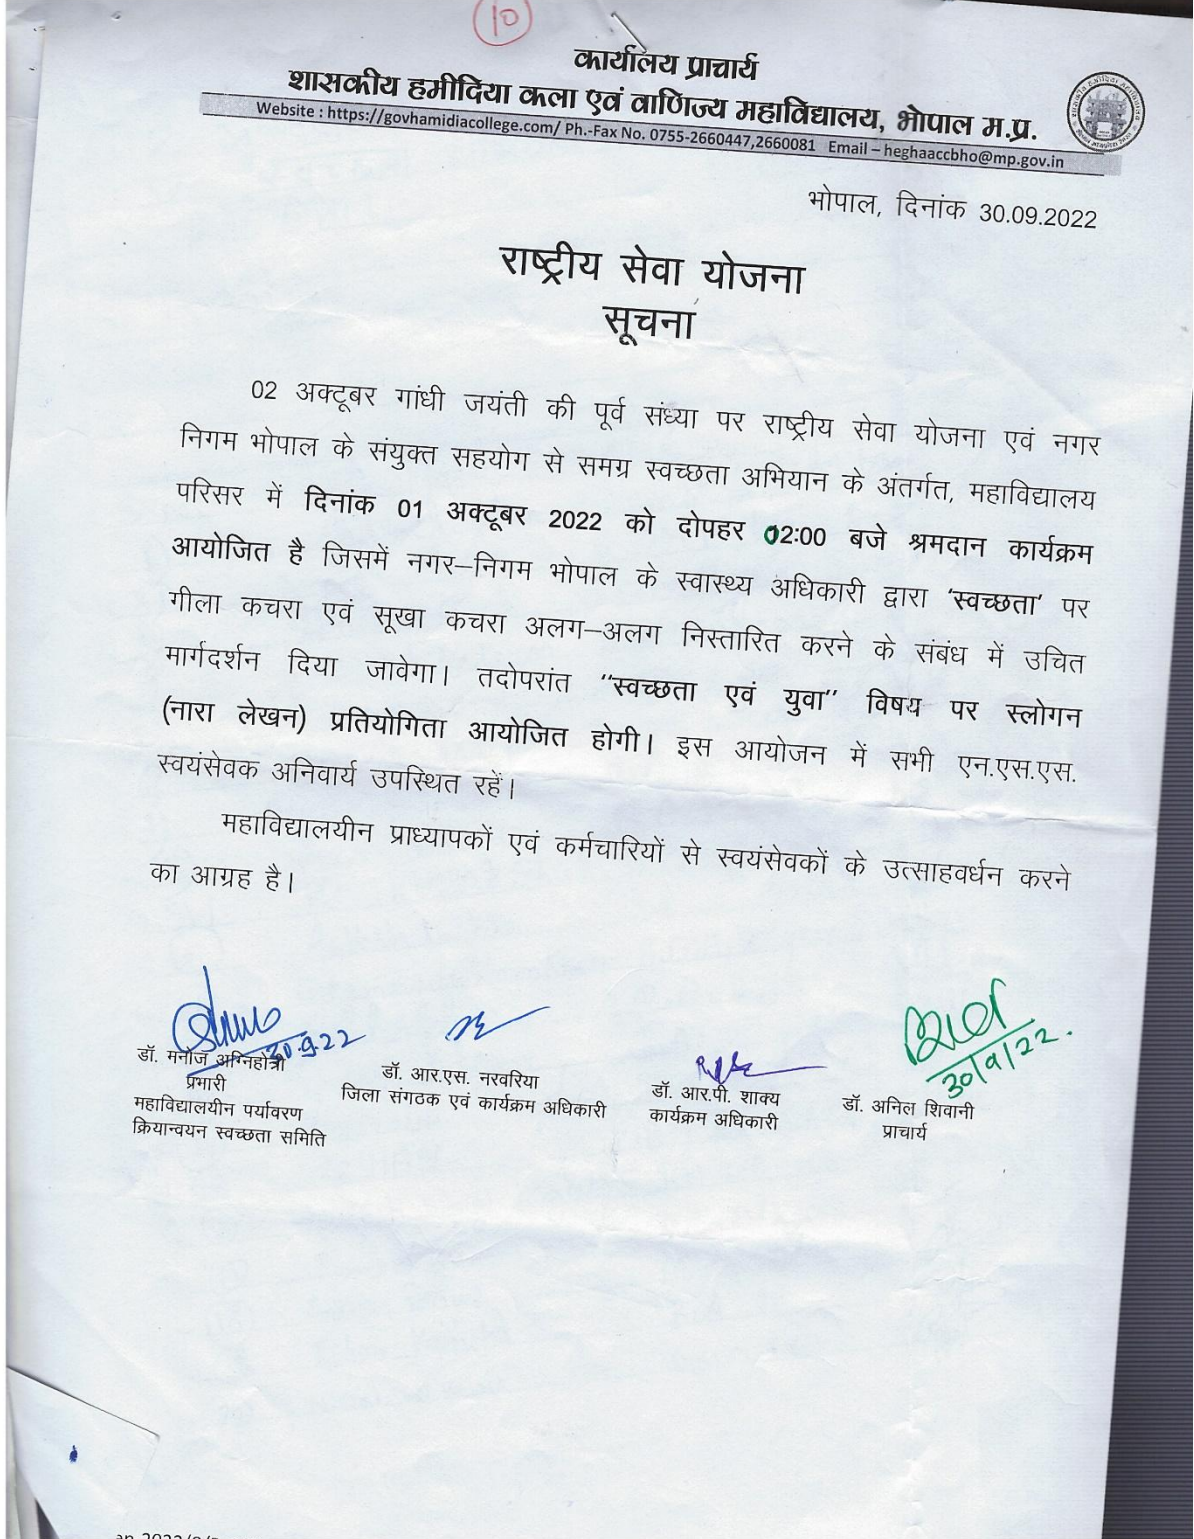 10
कार्यालय प्राचार्य
शासकीय हमीदिया कला एवं वाणिज्य महाविद्यालय, भोपाल म.प्र.
Website : https://govhamidiacollege.com/ Ph.-Fax No. 0755-2660447,2660081 Email – heghaaccbho@mp.gov.in
भोपाल, दिनांक 30.09.2022
राष्ट्रीय सेवा योजना
सूचना
02 अक्टूबर गांधी जयंती की पूर्व संध्या पर राष्ट्रीय सेवा योजना एवं नगर
निगम भोपाल के संयुक्त सहयोग से समग्र स्वच्छता अभियान के अंतर्गत, महाविद्यालय
परिसर में दिनांक 01 अक्टूबर 2022 को दोपहर 02:00 बजे श्रमदान कार्यक्रम
आयोजित है जिसमें नगर–निगम भोपाल के स्वास्थ्य अधिकारी द्वारा 'स्वच्छता' पर
गीला कचरा एवं सूखा कचरा अलग–अलग निस्तारित करने के संबंध में उचित
मार्गदर्शन दिया जावेगा। तदोपरांत "स्वच्छता एवं युवा" विषय पर स्लोगन
(नारा लेखन) प्रतियोगिता आयोजित होगी। इस आयोजन में सभी एन.एस.एस.
स्वयंसेवक अनिवार्य उपस्थित रहें।
महाविद्यालयीन प्राध्यापकों एवं कर्मचारियों से स्वयंसेवकों के उत्साहवर्धन करने
का आग्रह है।
30.9.22
30/9/22.
डॉ. मनोज अग्निहोत्री
प्रभारी
महाविद्यालयीन पर्यावरण
क्रियान्वयन स्वच्छता समिति
डॉ. आर.एस. नरवरिया
जिला संगठक एवं कार्यक्रम अधिकारी
डॉ. आर.पी. शाक्य
कार्यक्रम अधिकारी
डॉ. अनिल शिवानी
प्राचार्य